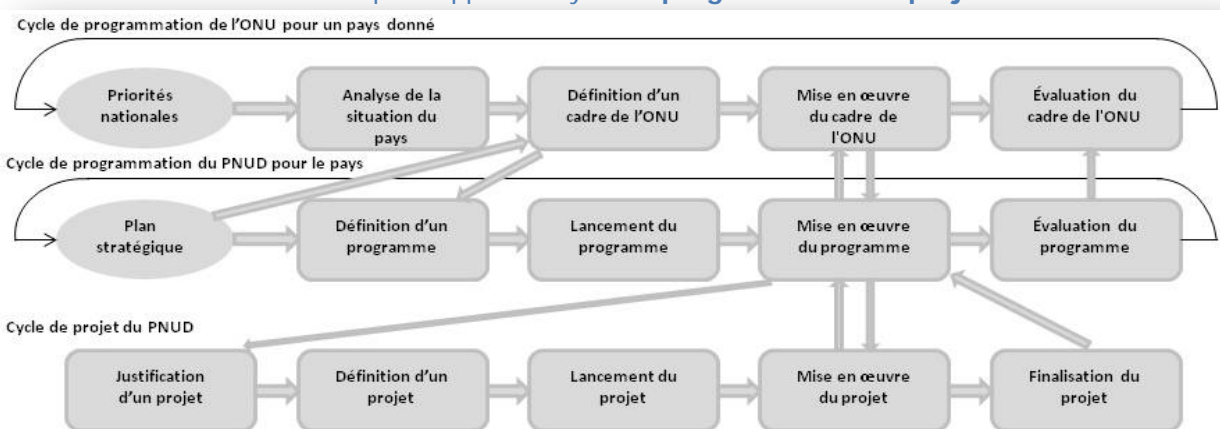 Cycle de programmation de l'ONU pour un pays donné
Priorités
nationales
Analyse de la
situation du
pays
Définition d'un
cadre de l'ONU
Mise en œuvre
du cadre de
l'ONU
Évaluation du
cadre de l'ONU
Cycle de programmation du PNUD pour le pays
Plan
stratégique
Définition d'un
programme
Lancement du
programme
Mise en œuvre
du programme
Évaluation du
programme
Cycle de projet du PNUD
Justification
d'un projet
Définition d'un
projet
Lancement du
projet
Mise en œuvre
du projet
Finalisation du
projet